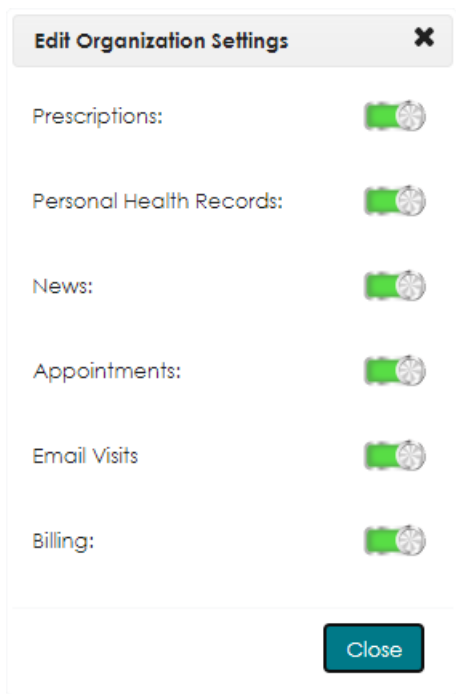 Edit Organization Settings
Prescriptions:
Personal Health Records:
News:
Appointments:
Email Visits
Billing:
Close